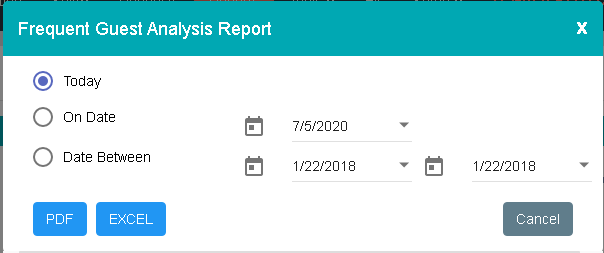 Frequent Guest Analysis Report X
Today
On Date 7/5/2020
Date Between 1/22/2018 1/22/2018
PDF EXCEL Cancel